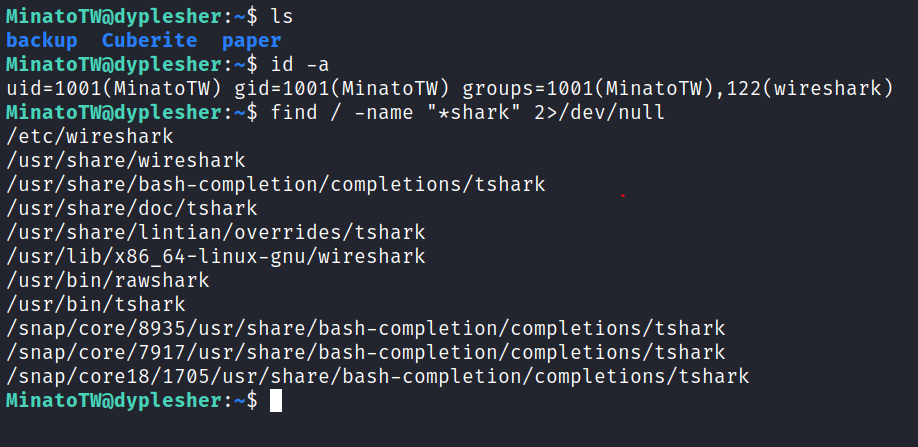 MinatoTW@dyplesher:~$ ls
backup  Cuberite  paper
MinatoTW@dyplesher:~$ id -a
uid=1001(MinatoTW) gid=1001(MinatoTW) groups=1001(MinatoTW),122(wireshark)
MinatoTW@dyplesher:~$ find / -name "*shark" 2>/dev/null
/etc/wireshark
/usr/share/wireshark
/usr/share/bash-completion/completions/tshark
/usr/share/doc/tshark
/usr/share/lintian/overrides/tshark
/usr/lib/x86_64-linux-gnu/wireshark
/usr/bin/rawshark
/usr/bin/tshark
/snap/core/8935/usr/share/bash-completion/completions/tshark
/snap/core/7917/usr/share/bash-completion/completions/tshark
/snap/core18/1705/usr/share/bash-completion/completions/tshark
MinatoTW@dyplesher:~$